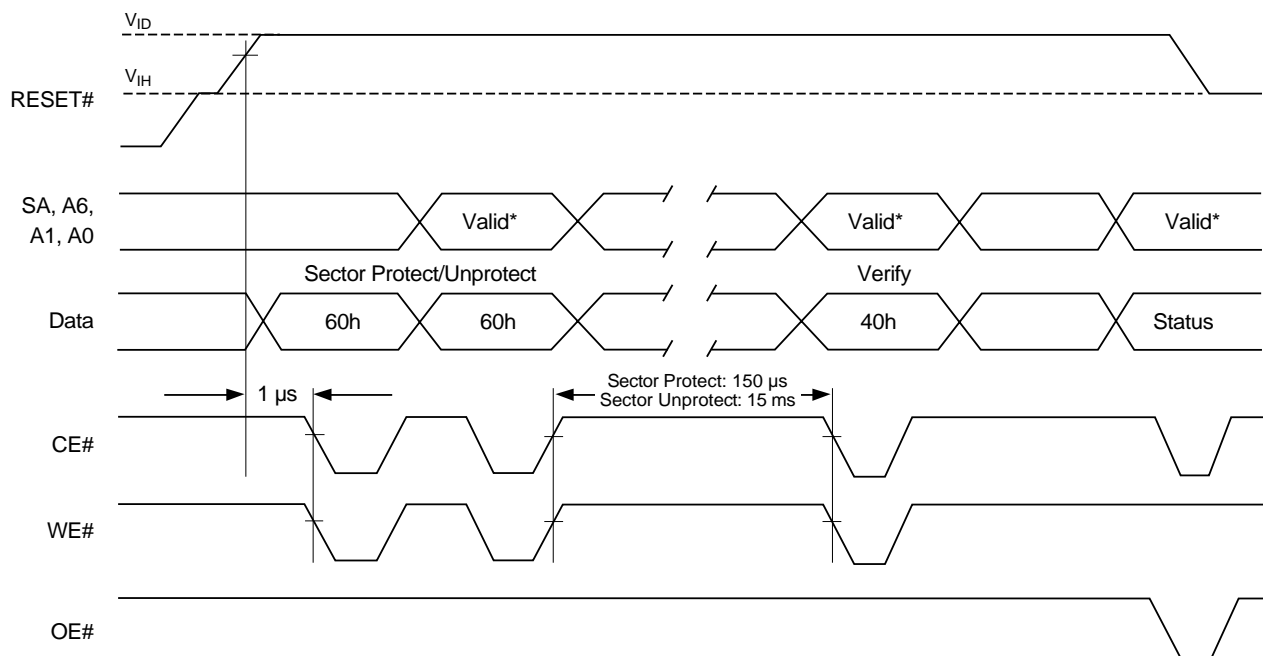 VID
VIH
RESET#
SA, A6,
A1, A0
Valid*
Valid*
Valid*
Sector Protect/Unprotect
Verify
Data
60h
60h
40h
Status
1 µs
Sector Protect: 150 µs
Sector Unprotect: 15 ms
CE#
WE#
OE#